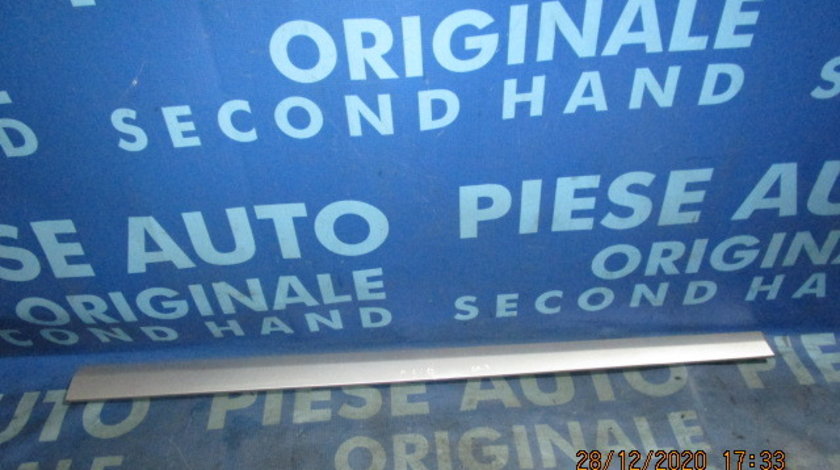 ORIGINALE
SECOND HAND
PIESE AUTO
ORIGINALE
SECOND HAND
PIESE AUTO
ORIGINALE
SECOND HAND
PIESE AUTO
ORIGINALE
28/12/2020 17:33